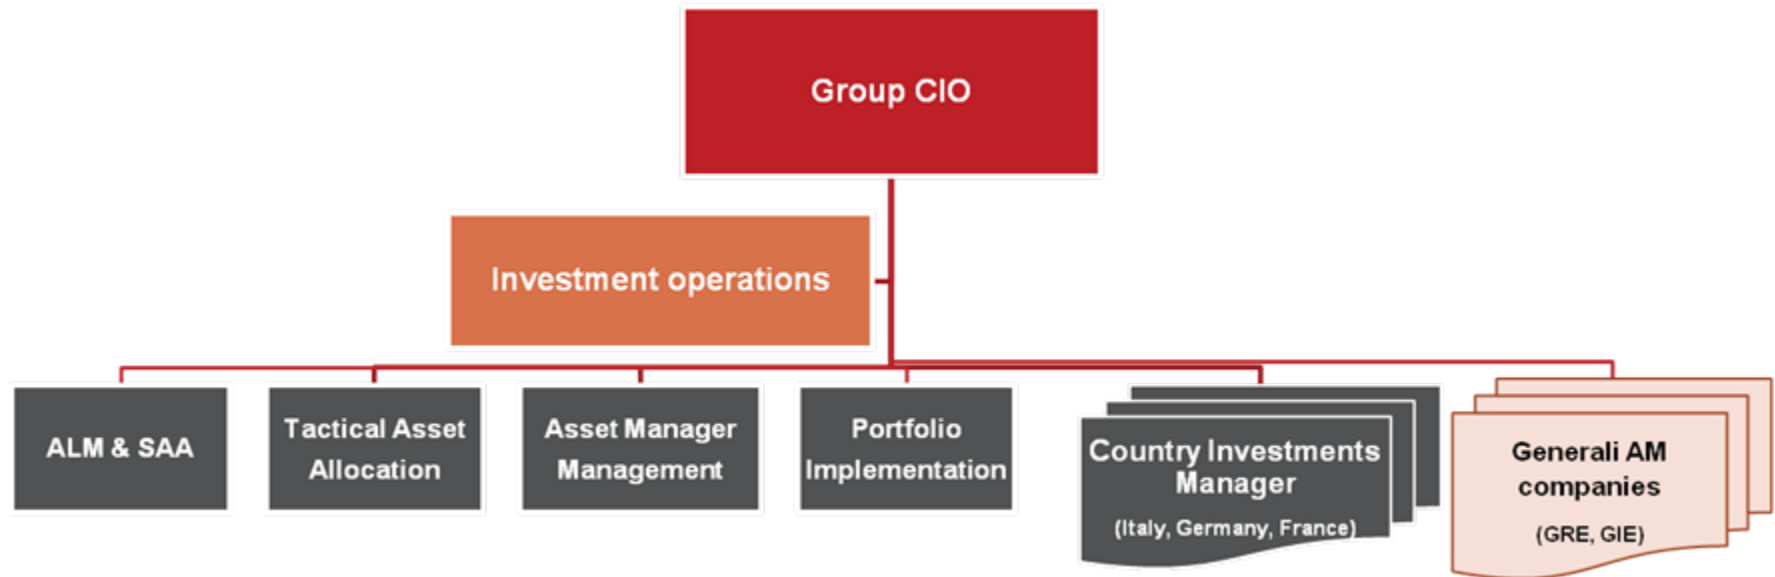 Group CIO
Investment operations
ALM & SAA
Tactical Asset
Allocation
Asset Manager
Management
Portfolio
Implementation
Country Investments
Manager
(Italy, Germany, France)
Generali AM
companies
(GRE, GIE)